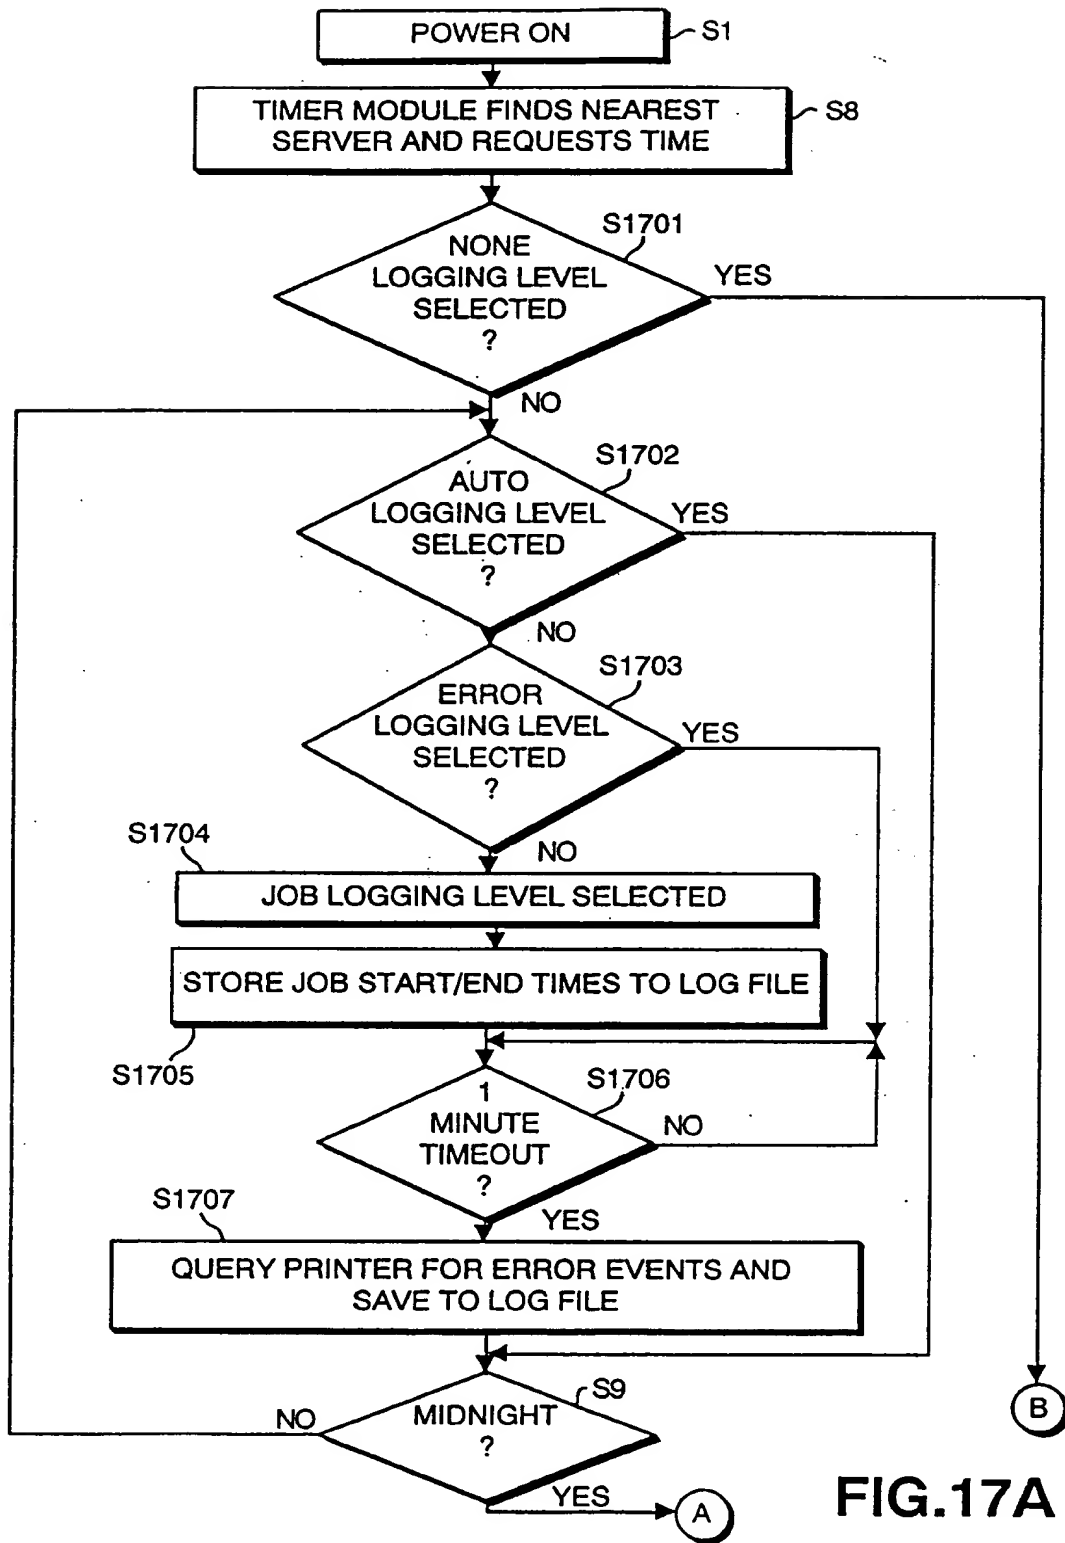 POWER ON
S1
TIMER MODULE FINDS NEAREST
SERVER AND REQUESTS TIME
S8
S1701
NONE
LOGGING LEVEL
SELECTED
?
YES
NO
S1702
AUTO
LOGGING LEVEL
SELECTED
?
YES
NO
S1703
ERROR
LOGGING LEVEL
SELECTED
?
YES
NO
S1704
JOB LOGGING LEVEL SELECTED
STORE JOB START/END TIMES TO LOG FILE
S1705
S1706
1
MINUTE
TIMEOUT
?
NO
YES
S1707
QUERY PRINTER FOR ERROR EVENTS AND
SAVE TO LOG FILE
S9
MIDNIGHT
?
NO
YES
A
B
FIG.17A